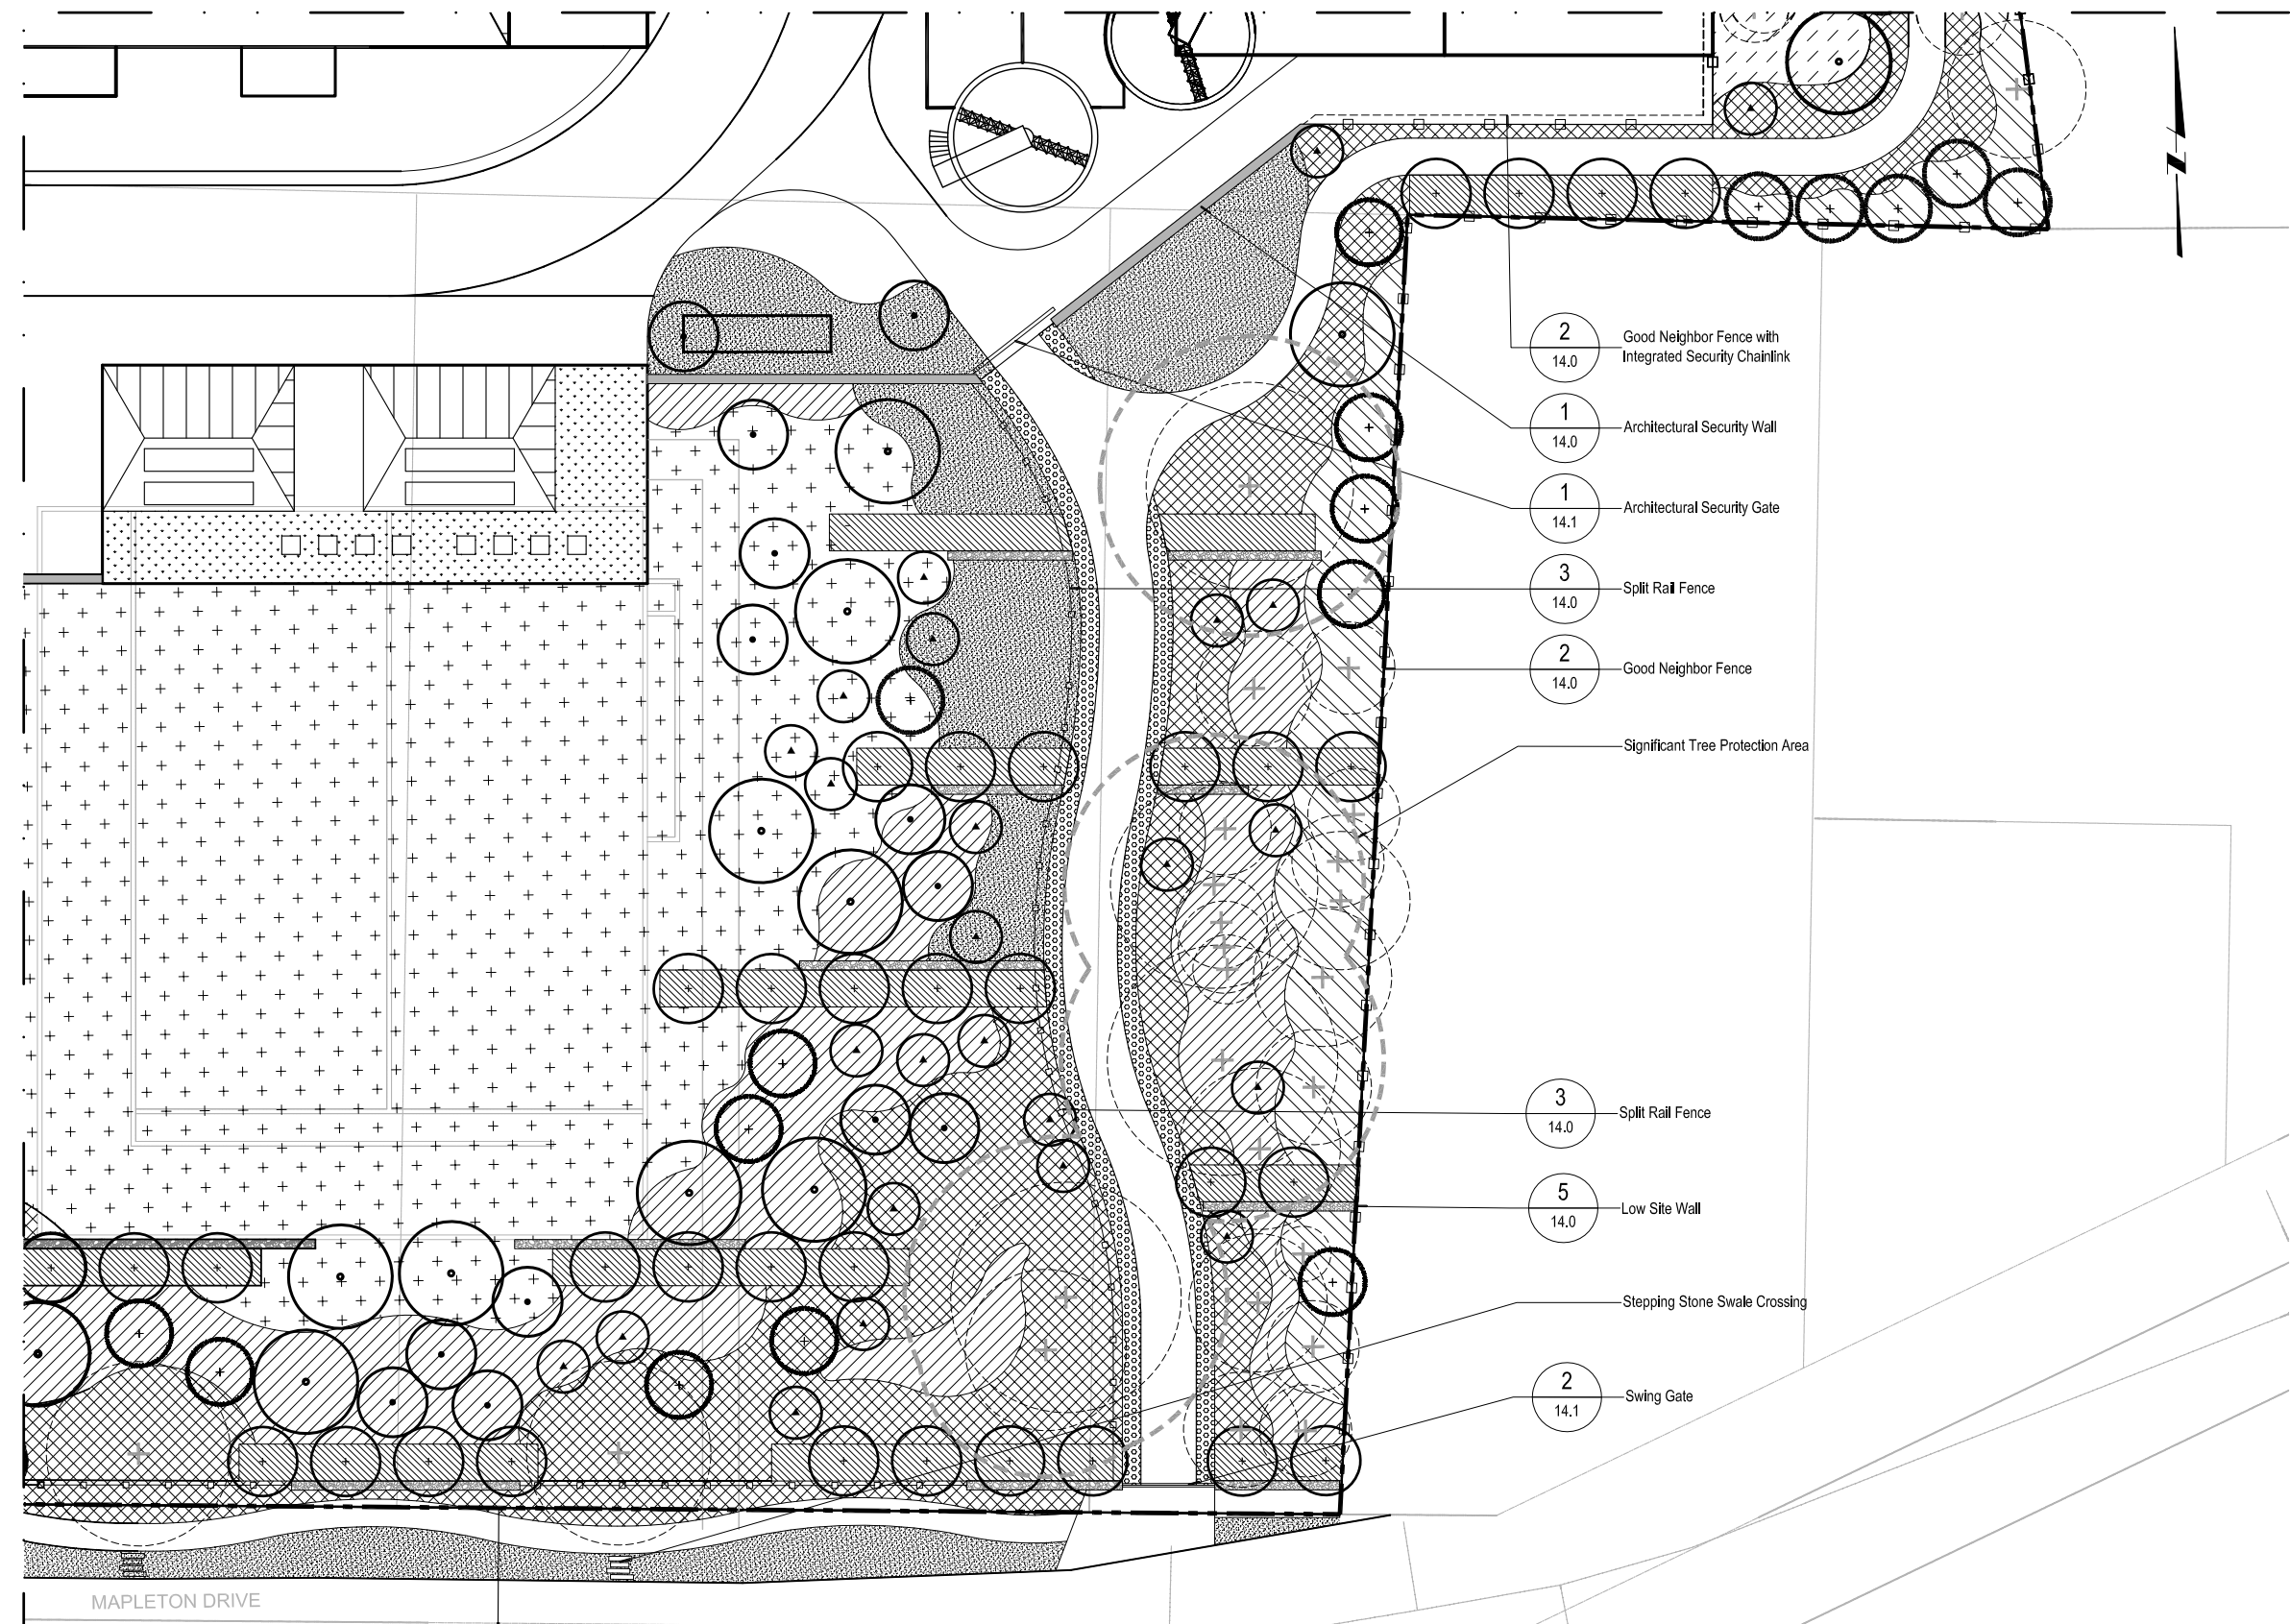 N
2
14.0
Good Neighbor Fence with
Integrated Security Chainlink
1
14.0
Architectural Security Wall
1
14.1
Architectural Security Gate
3
14.0
Split Rail Fence
2
14.0
Good Neighbor Fence
Significant Tree Protection Area
3
14.0
Split Rail Fence
5
14.0
Low Site Wall
Stepping Stone Swale Crossing
2
14.1
Swing Gate
MAPLETON DRIVE